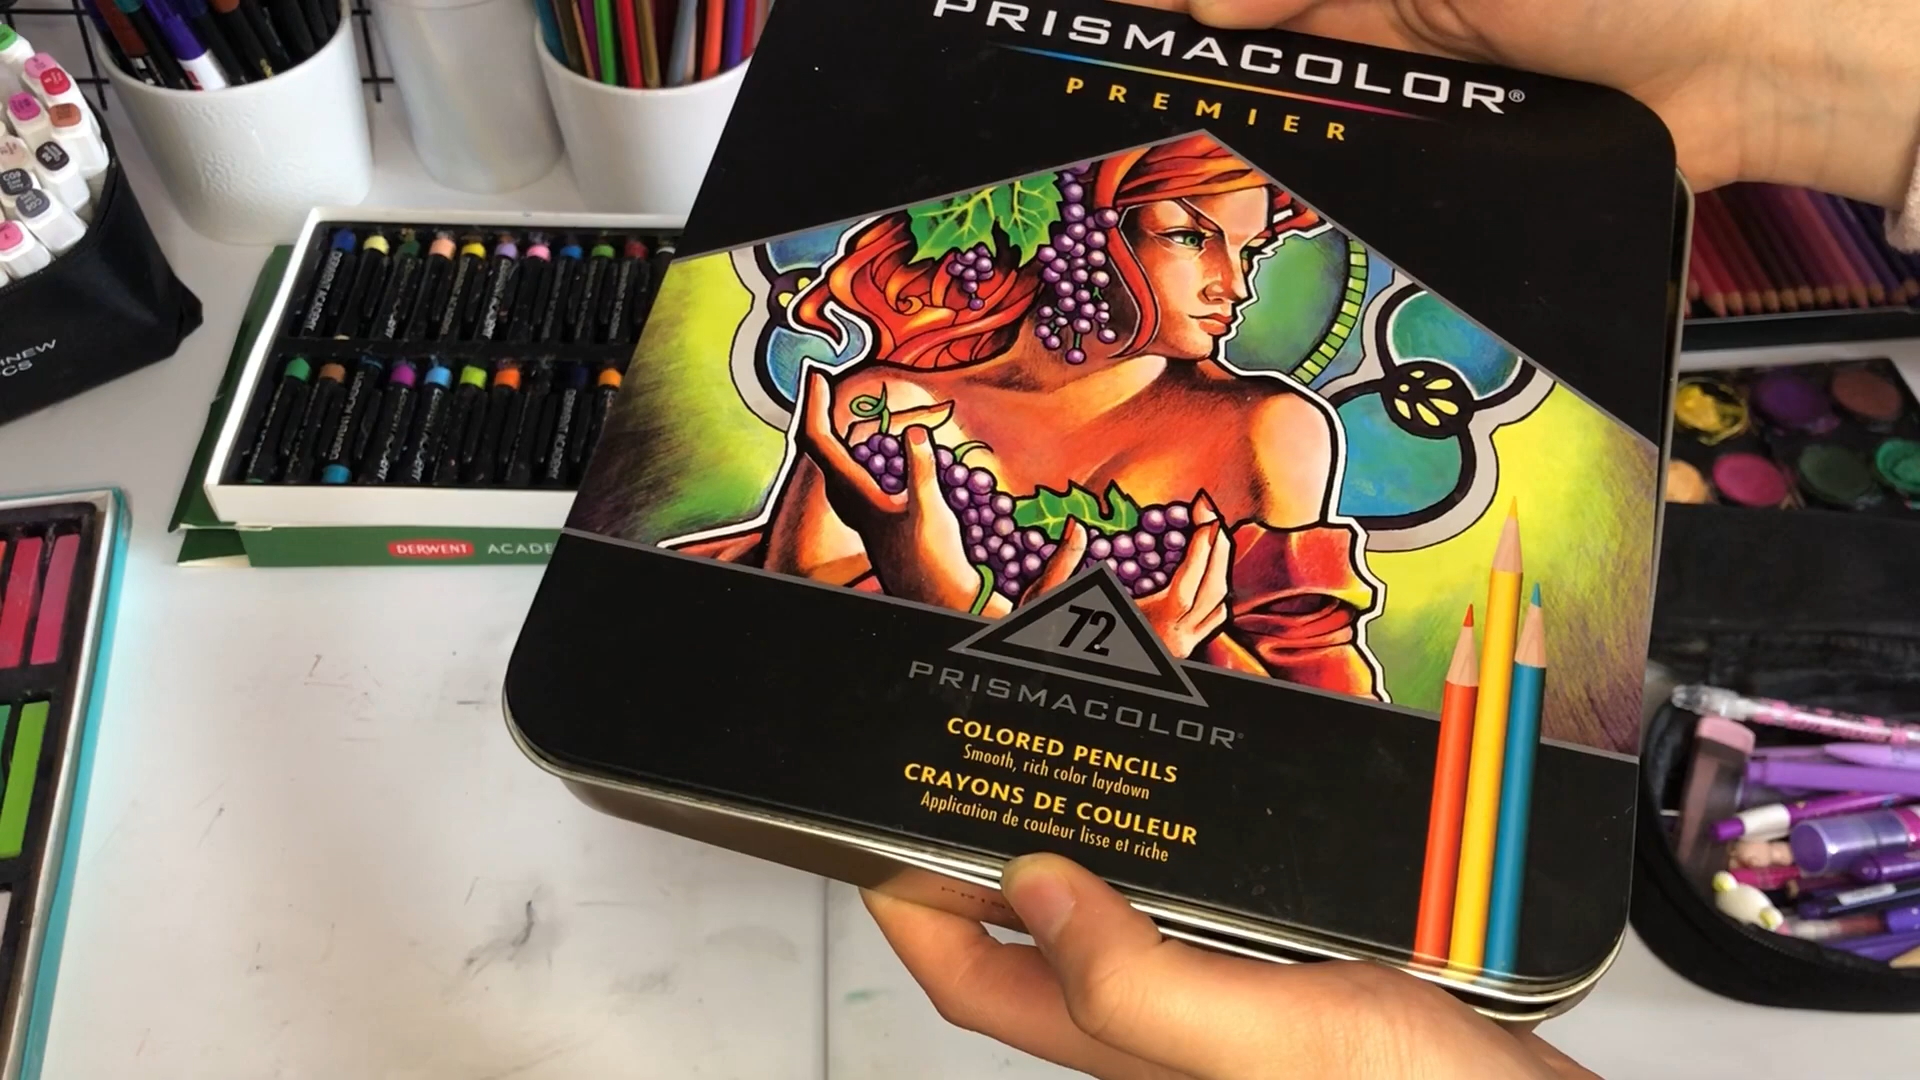 PRISMACOLOR®
PREMIER
72
PRISMACOLOR
COLORED PENCILS
Smooth, rich color laydown
CRAYONS DE COULEUR
Application de couleur lisse et riche
DERWENT